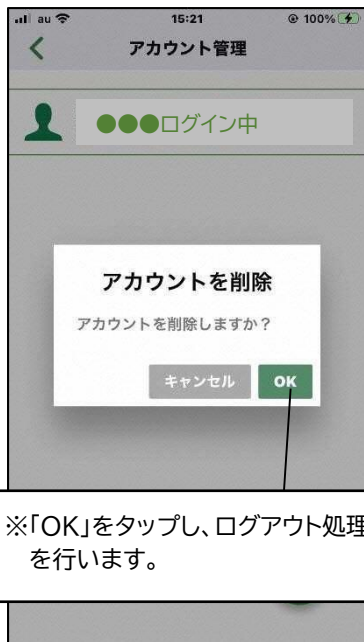 au 15:21 100%
アカウント管理
●●●ログイン中
アカウントを削除
アカウントを削除しますか？
キャンセル OK
※「OK」をタップし、ログアウト処理
を行います。